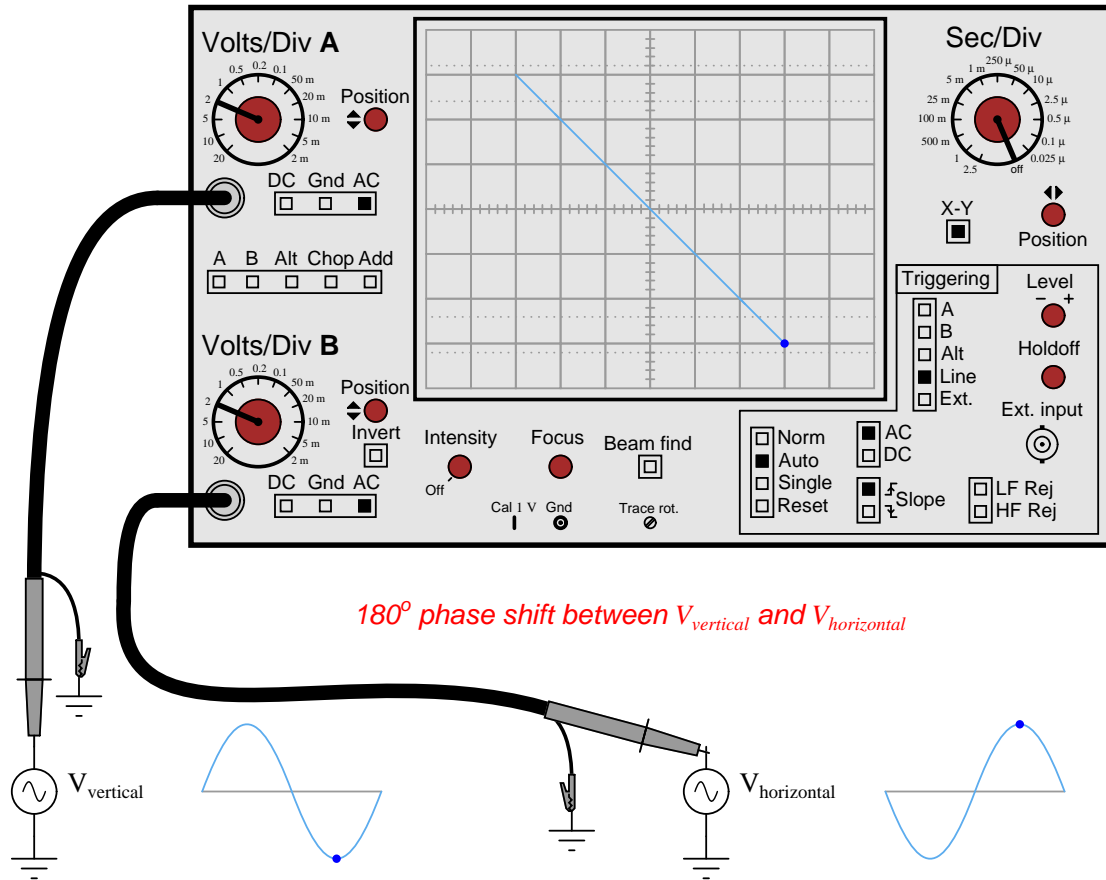 Volts/Div A
20 10 5 2 1 0.5 0.2 0.1 50 m 20 m 10 m 5 m 2 m
Position
DC Gnd AC
A B Alt Chop Add
Volts/Div B
20 10 5 2 1 0.5 0.2 0.1 50 m 20 m 10 m 5 m 2 m
Position
Invert
DC Gnd AC
Intensity
Off
Focus
Beam find
Cal 1 V Gnd
Trace rot.
Sec/Div
2.5 1 500 m 100 m 25 m 5 m 1 m 250 µ 50 µ 10 µ 2.5 µ 0.5 µ 0.1 µ 0.025 µ off
X-Y
Position
Triggering
A
B
Alt
Line
Ext.
Level
− +
Holdoff
Ext. input
Norm
Auto
Single
Reset
AC
DC
Slope
LF Rej
HF Rej
180° phase shift between Vvertical and Vhorizontal
Vvertical
Vhorizontal